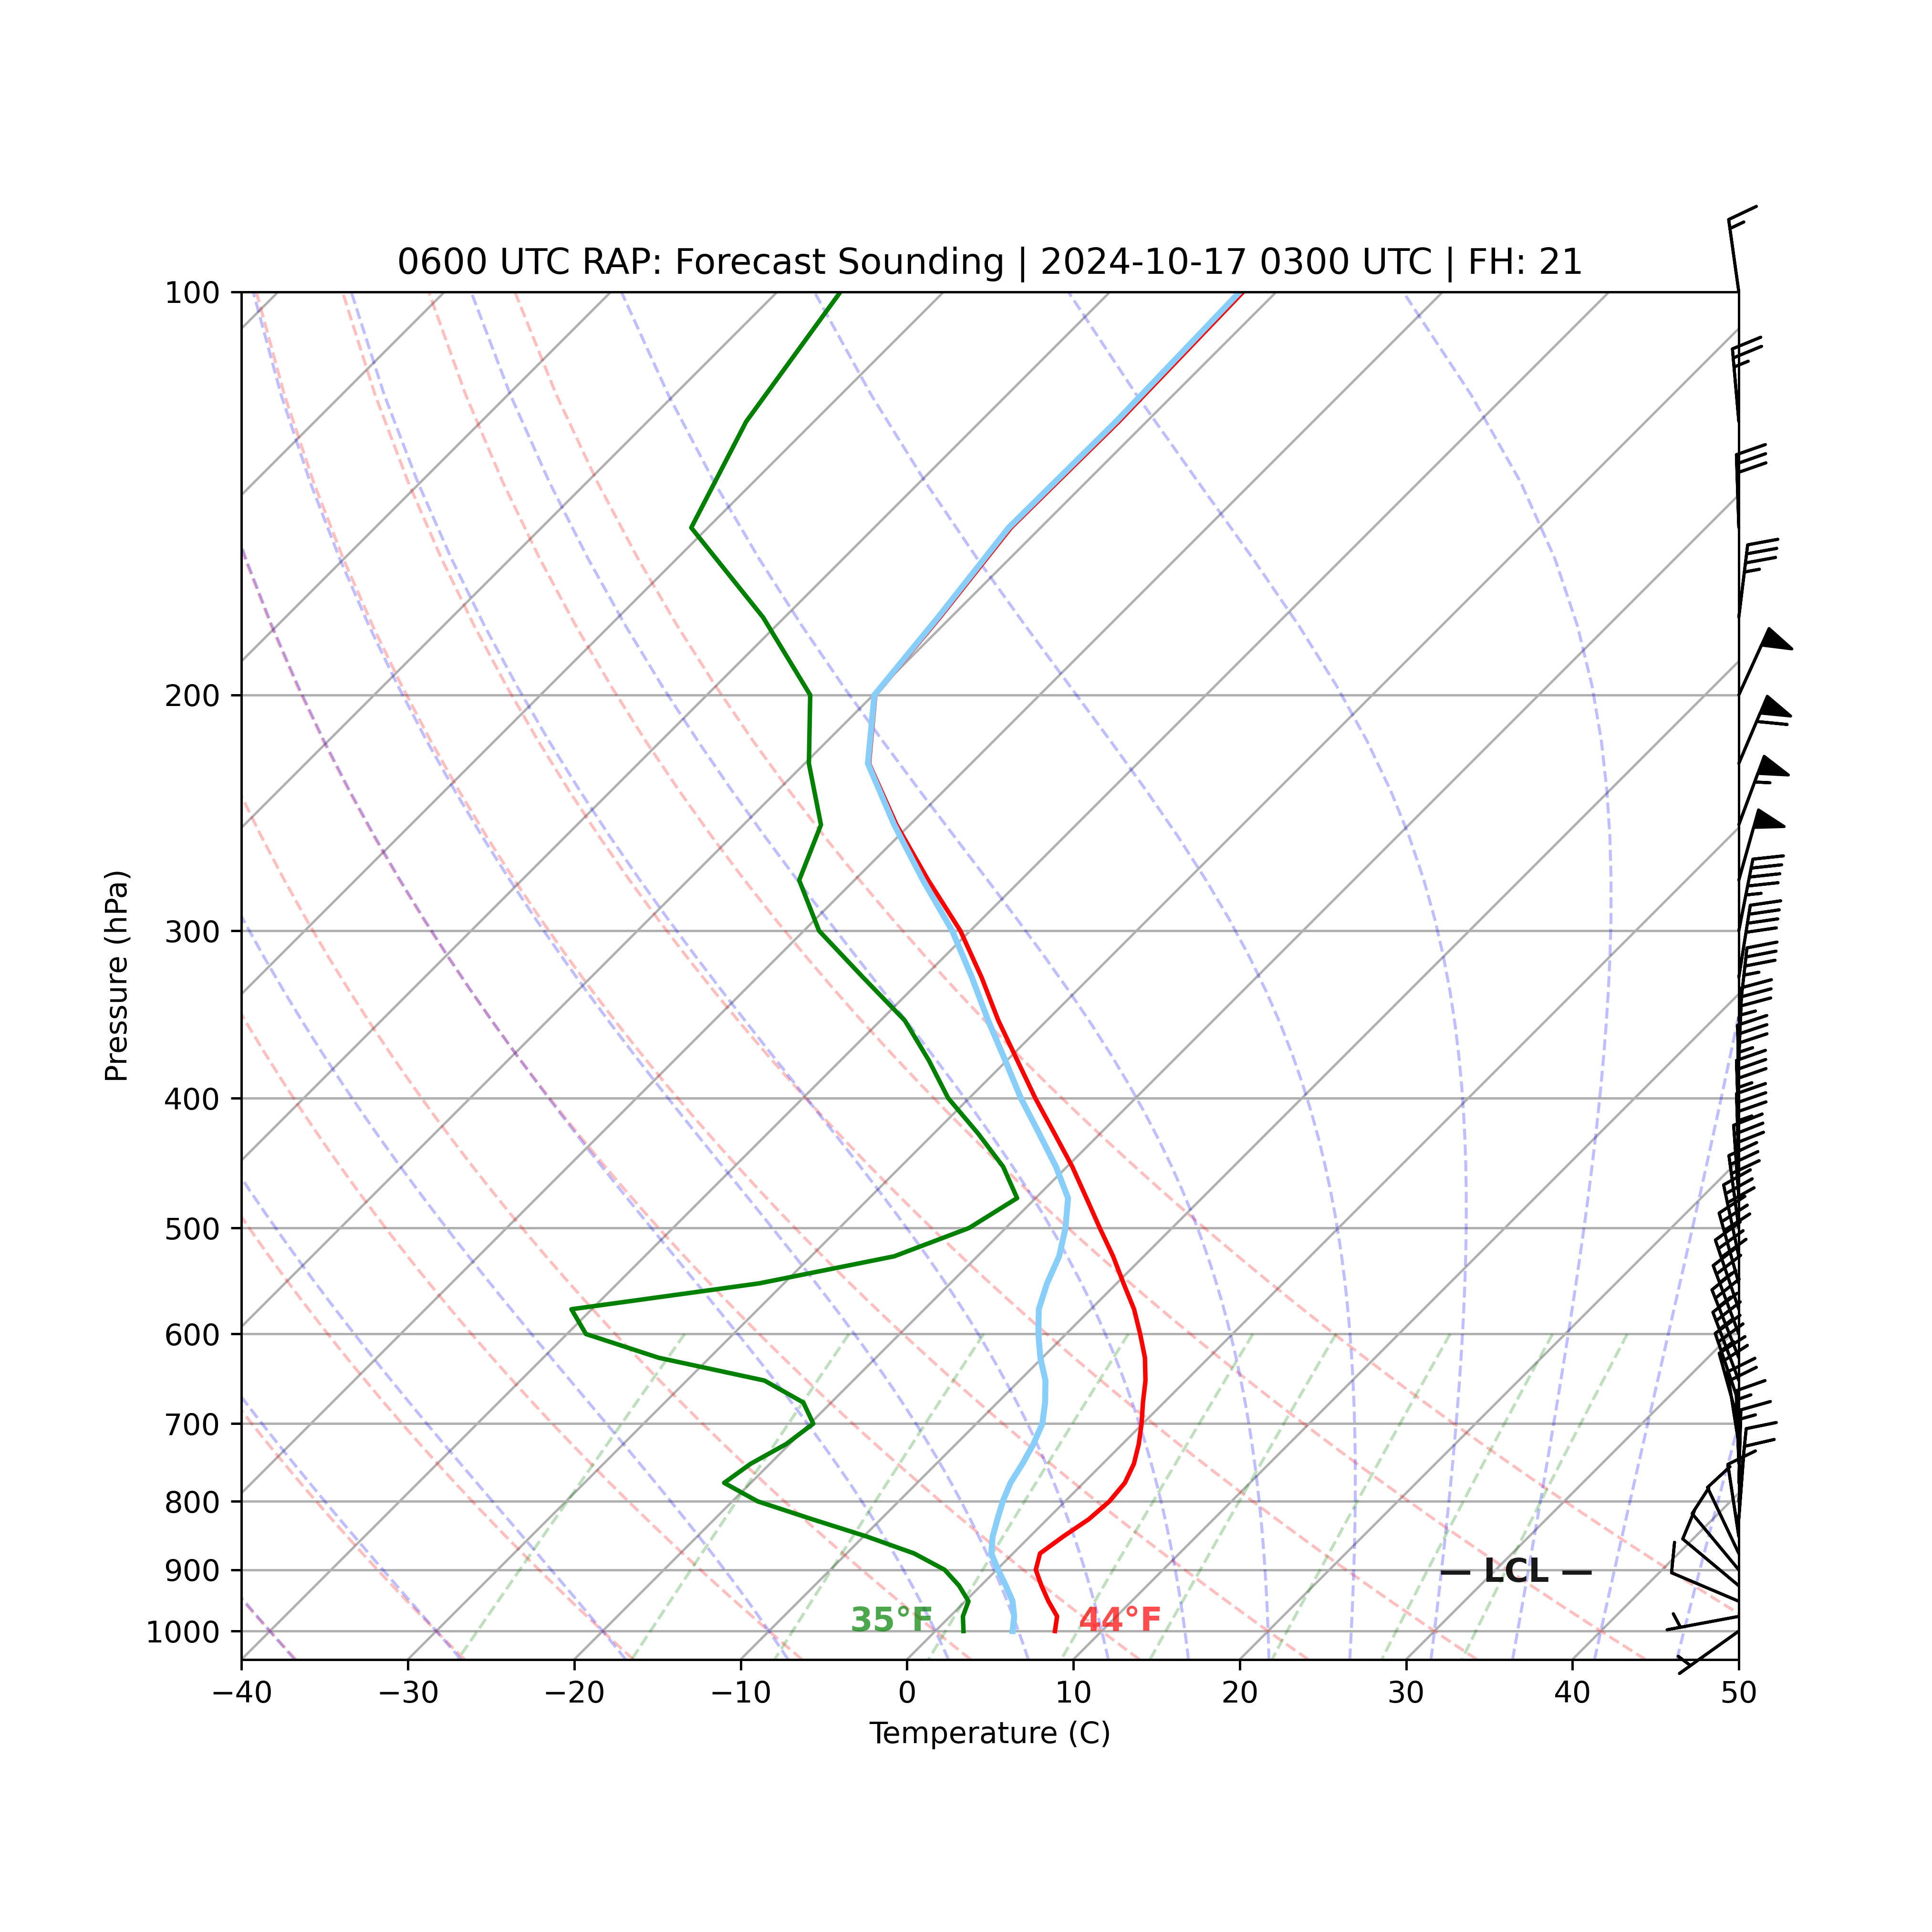 0600 UTC RAP: Forecast Sounding | 2024-10-17 0300 UTC | FH: 21
100
200
300
400
500
600
700
800
900
1000
Pressure (hPa)
— LCL —
35°F
44°F
−40 −30 −20 −10 0 10 20 30 40 50
Temperature (C)